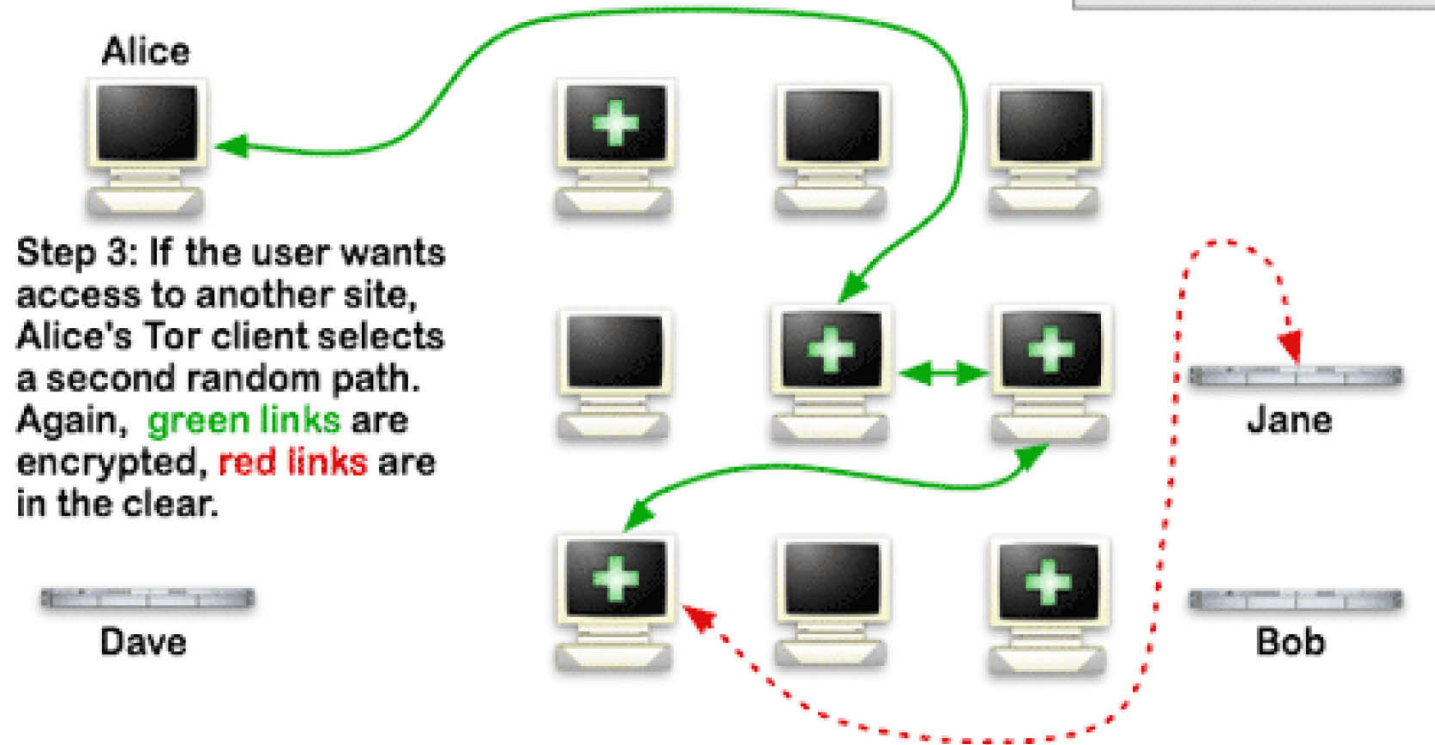 Alice
Step 3: If the user wants
access to another site,
Alice's Tor client selects
a second random path.
Again, green links are
encrypted, red links are
in the clear.
Jane
Dave
Bob